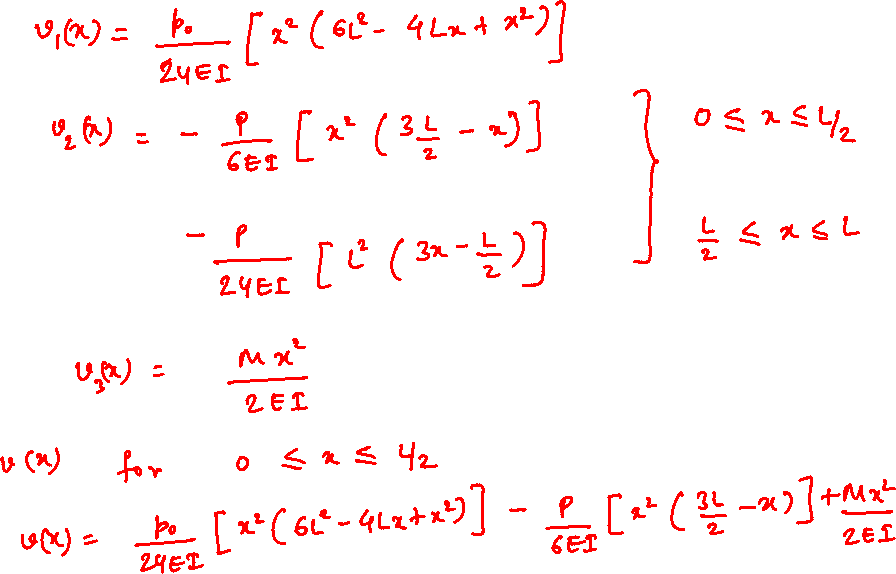 v₁(x) = p₀/24EI [x² (6L² - 4Lx + x²)]
v₂(x) = - P/6EI [x² (3L/2 - x)] } 0 ≤ x ≤ L/2
- P/24EI [L² (3x - L/2)] L/2 ≤ x ≤ L
v₃(x) = Mx²/2EI
v(x) for 0 ≤ x ≤ L/2
v(x) = p₀/24EI [x² (6L² - 4Lx + x²)] - P/6EI [x² (3L/2 - x)] + Mx²/2EI